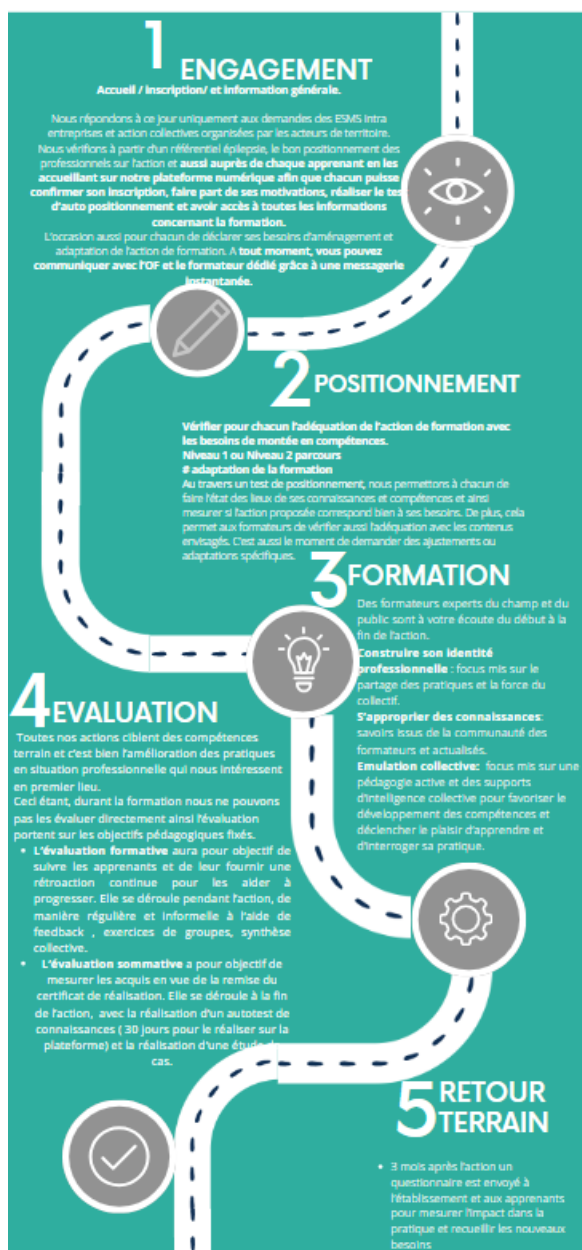 1
ENGAGEMENT
Accueil / inscription/ et information générale.
Nous répondons à ce jour uniquement aux demandes des ESMS intra
entreprises et action collectives organisées par les acteurs de territoire.
Nous vérifions à partir d'un référentiel épilepsie, le bon positionnement des
professionnels sur l'action et aussi auprès de chaque apprenant en les
accueillant sur notre plateforme numérique afin que chacun puisse
confirmer son inscription, faire part de ses motivations, réaliser le tes
d'auto positionnement et avoir accès à toutes les informations
concernant la formation.
L'occasion aussi pour chacun de déclarer ses besoins d'aménagement et
adaptation de l'action de formation. A tout moment, vous pouvez
communiquer avec l'OF et le formateur dédié grâce à une messagerie
instantanée.
2
POSITIONNEMENT
Vérifier pour chacun l'adéquation de l'action de formation avec
les besoins de montée en compétences.
Niveau 1 ou Niveau 2 parcours
# adaptation de la formation
Au travers un test de positionnement, nous permettons à chacun de
faire l'état des lieux de ses connaissances et compétences et ainsi
mesurer si l'action proposée correspond bien à ses besoins. De plus, cela
permet aux formateurs de vérifier aussi l'adéquation avec les contenus
envisagés. C'est aussi le moment de demander des ajustements ou
adaptations spécifiques.
3
FORMATION
Des formateurs experts du champ et du
public sont à votre écoute du début à la
fin de l'action.
Construire son identité
professionnelle : focus mis sur le
partage des pratiques et la force du
collectif.
S'approprier des connaissances:
savoirs issus de la communauté des
formateurs et actualisés.
Emulation collective: focus mis sur une
pédagogie active et des supports
d'intelligence collective pour favoriser le
développement des compétences et
déclencher le plaisir d'apprendre et
d'interroger sa pratique.
4
EVALUATION
Toutes nos actions ciblent des compétences
terrain et c'est bien l'amélioration des pratiques
en situation professionnelle qui nous intéressent
en premier lieu.
Ceci étant, durant la formation nous ne pouvons
pas les évaluer directement ainsi l'évaluation
portent sur les objectifs pédagogiques fixés.
• L'évaluation formative aura pour objectif de
suivre les apprenants et de leur fournir une
rétroaction continue pour les aider à
progresser. Elle se déroule pendant l'action, de
manière régulière et informelle à l'aide de
feedback , exercices de groupes, synthèse
collective.
• L'évaluation sommative a pour objectif de
mesurer les acquis en vue de la remise du
certificat de réalisation. Elle se déroule à la fin
de l'action, avec la réalisation d'un autotest de
connaissances ( 30 jours pour le réaliser sur la
plateforme) et la réalisation d'une étude de
cas.
5
RETOUR
TERRAIN
• 3 mois après l'action un
questionnaire est envoyé à
l'établissement et aux apprenants
pour mesurer l'impact dans la
pratique et recueillir les nouveaux
besoins